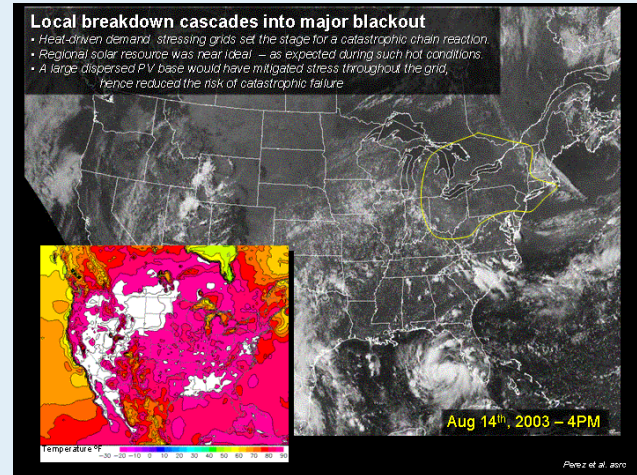 Local breakdown cascades into major blackout
- Heat-driven demand stressing grids set the stage for a catastrophic chain reaction.
- Regional solar resource was near ideal – as expected during such hot conditions.
- A large dispersed PV base would have mitigated stress throughout the grid,
hence reduced the risk of catastrophic failure
Aug 14th, 2003 – 4PM
Temperature °F
-30 -20 -10 0 10 20 30 40 50 60 70 80 90
Perez et al. asrc